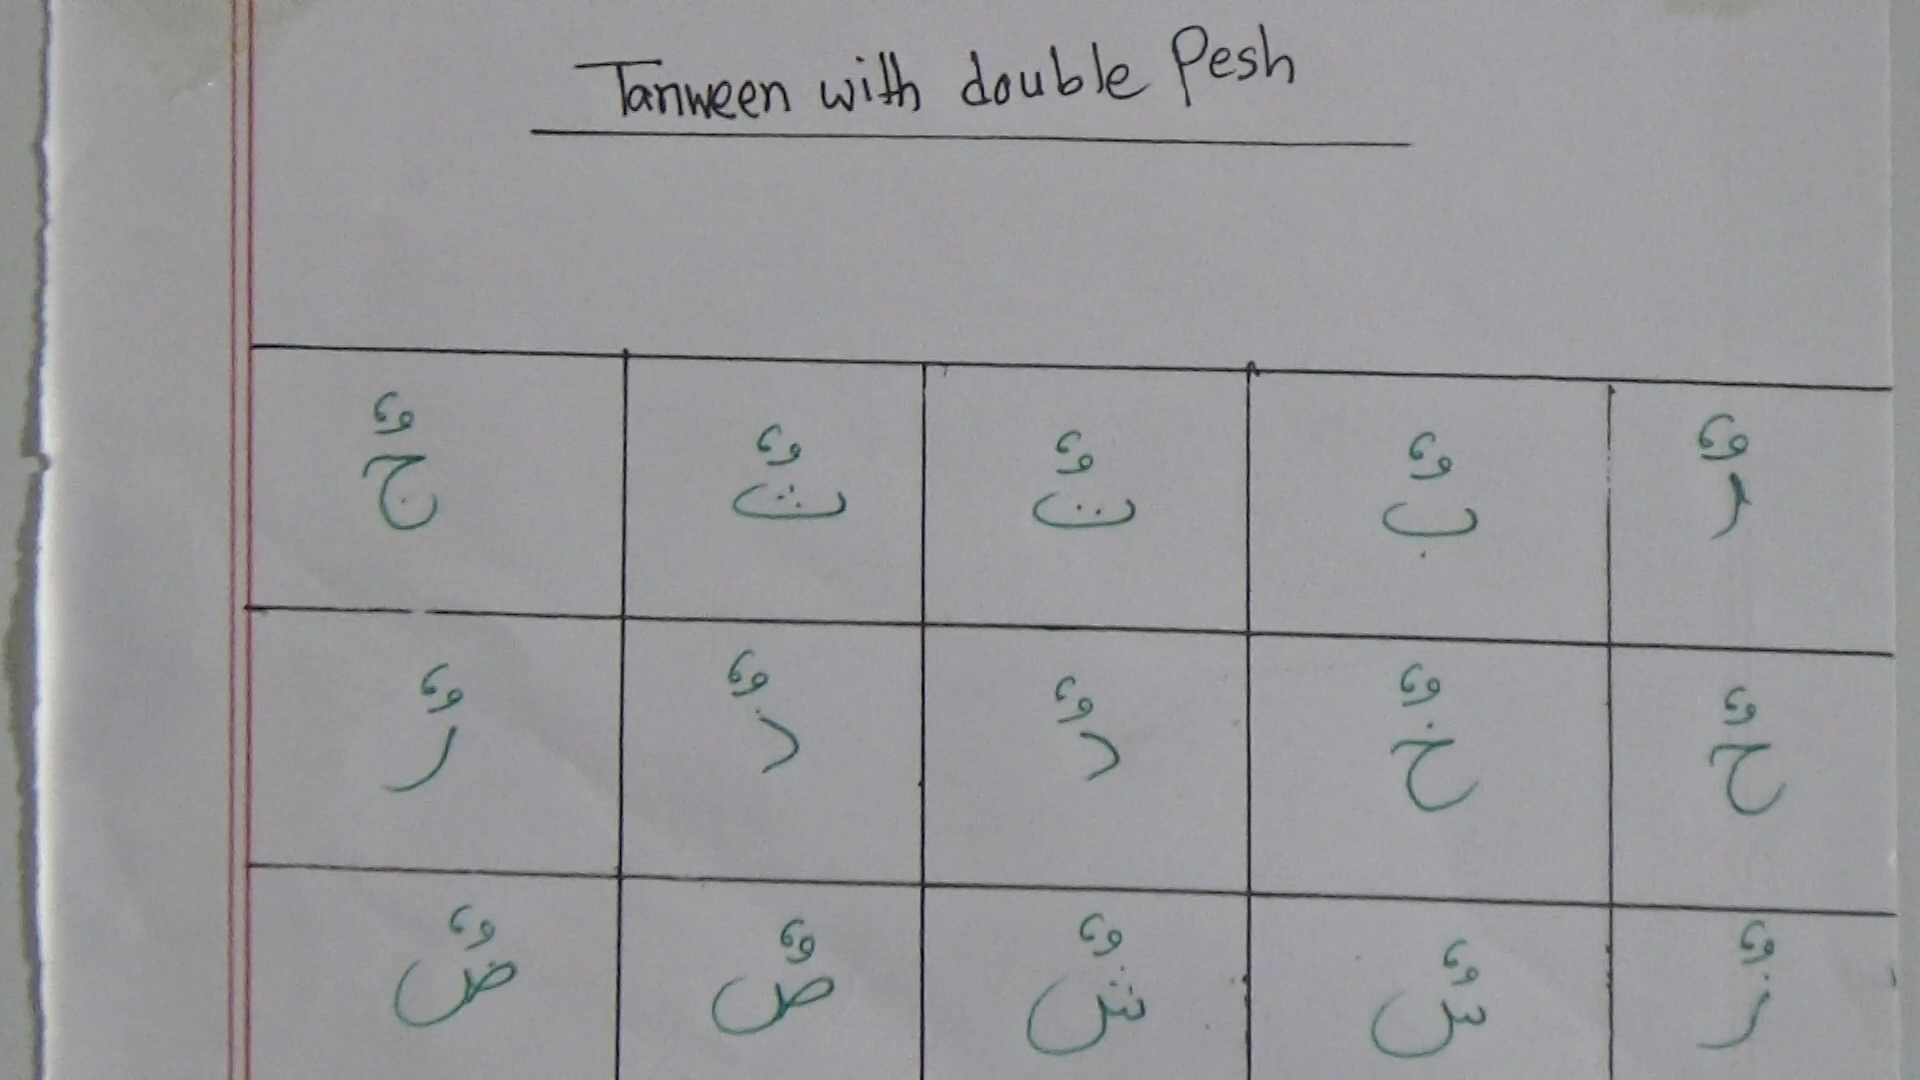 Tanween with double Pesh
ءٌ بٌ تٌ ثٌ جٌ
حٌ خٌ دٌ ذٌ رٌ
زٌ سٌ شٌ صٌ ضٌ